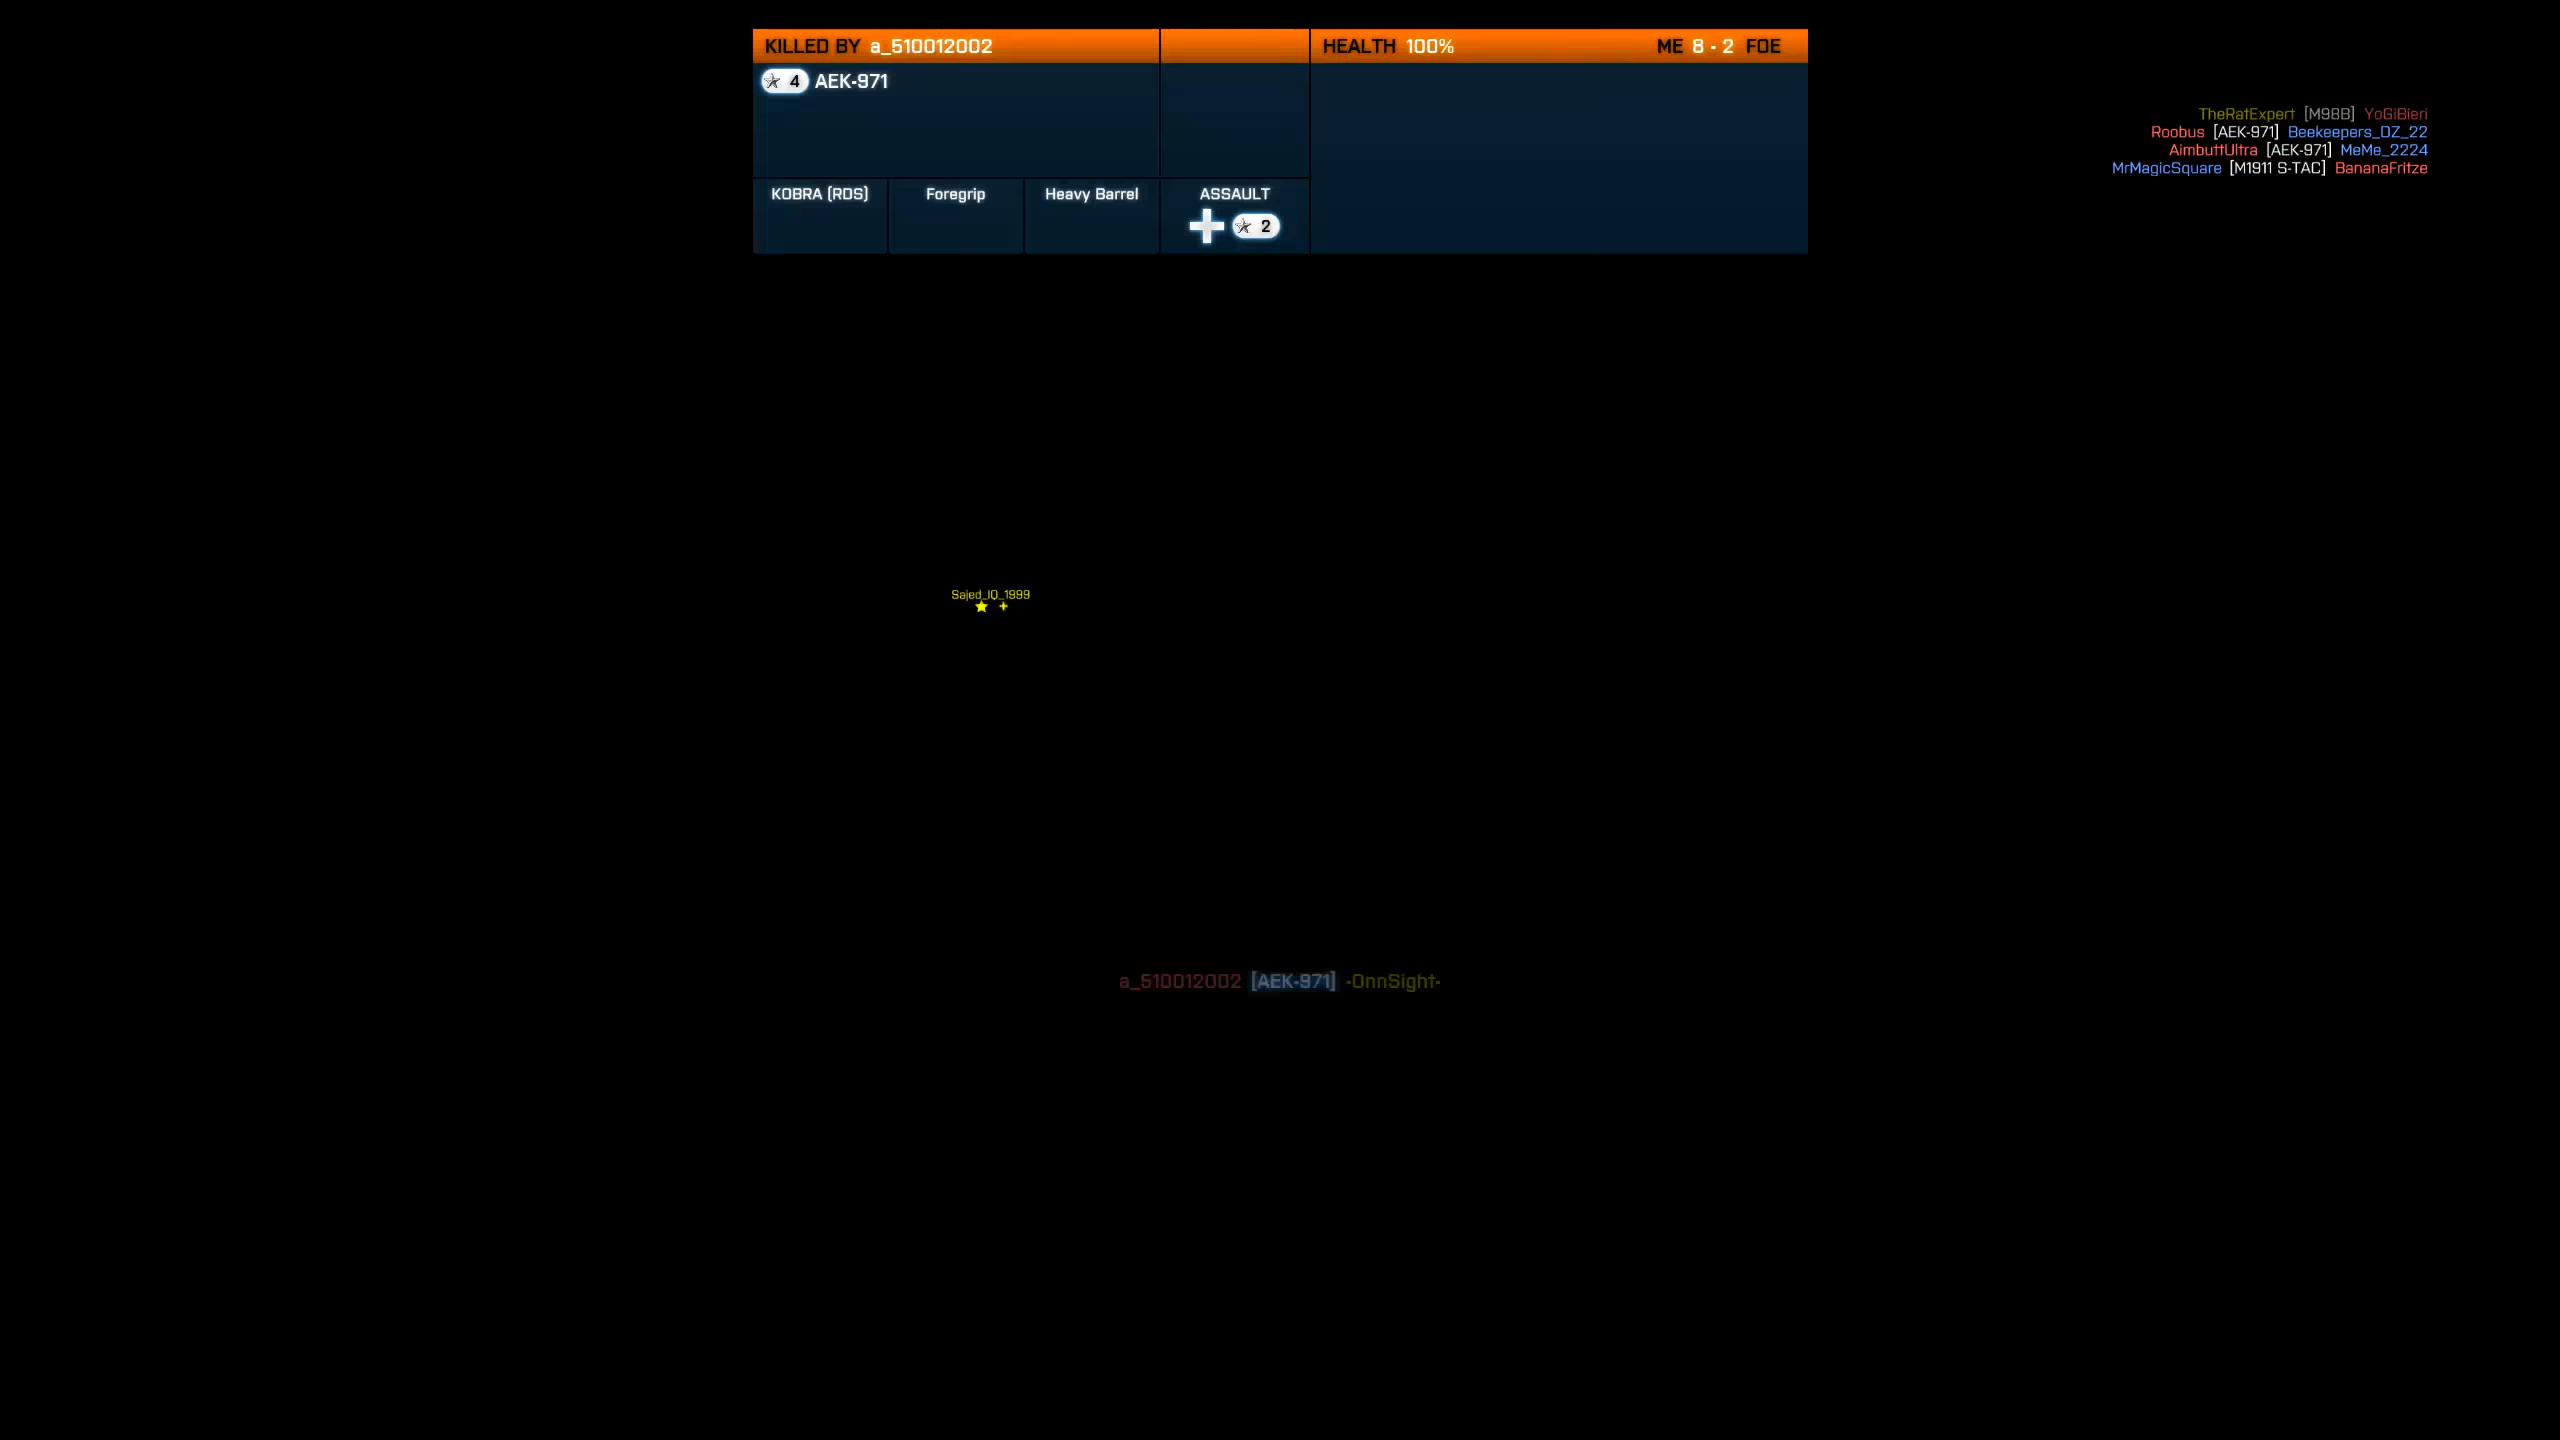 KILLED BY a_510012002 HEALTH 100% ME 8 - 2 FOE
4 AEK-971
KOBRA (RDS) Foregrip Heavy Barrel ASSAULT
2
TheRatExpert [M98B] YoGiBieri
Roobus [AEK-971] Beekeepers_DZ_22
AimbuttUltra [AEK-971] MeMe_2224
MrMagicSquare [M1911 S-TAC] BananaFritze
Sajed_IQ_1999
a_510012002 [AEK-971] -OnnSight-